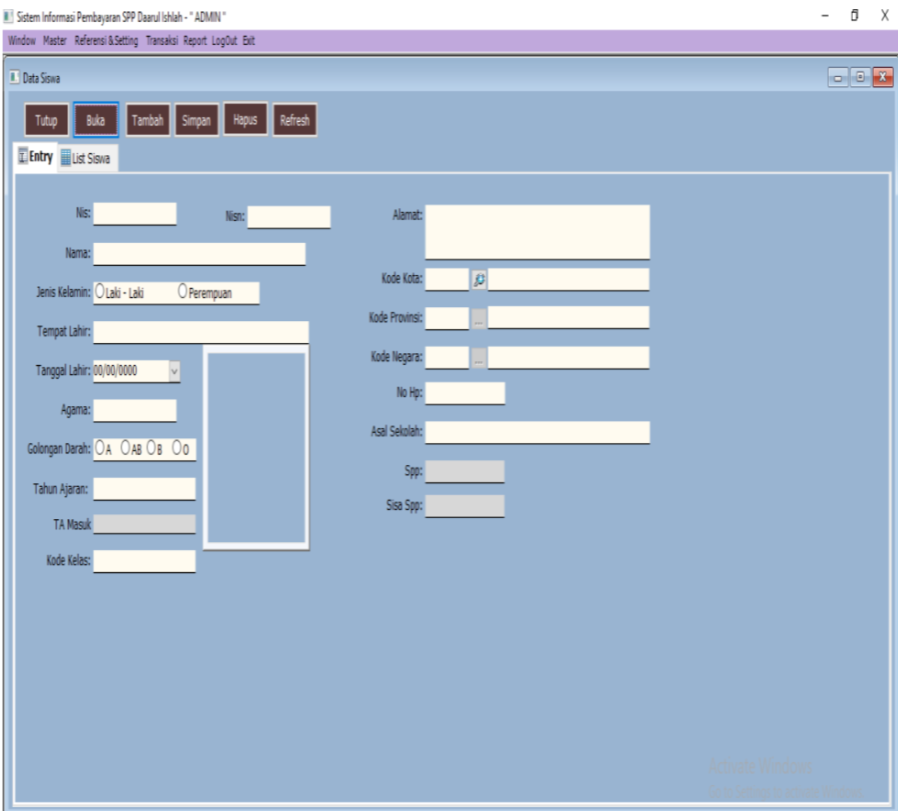 Sistem Informasi Pembayaran SPP Daarul Ishlah - " ADMIN "
Window Master Referensi &Setting Transaksi Report LogOut Exit
Data Siswa
Tutup Buka Tambah Simpan Hapus Refresh
Entry List Siswa
Nis: Nisn: Alamat:
Nama:
Kode Kota:
Jenis Kelamin: Laki - Laki Perempuan
Kode Provinsi: ...
Tempat Lahir:
Kode Negara: ...
Tanggal Lahir: 00/00/0000
No Hp:
Agama:
Asal Sekolah:
Golongan Darah: A AB B O
Spp:
Tahun Ajaran:
Sisa Spp:
TA Masuk
Kode Kelas:
Activate Windows